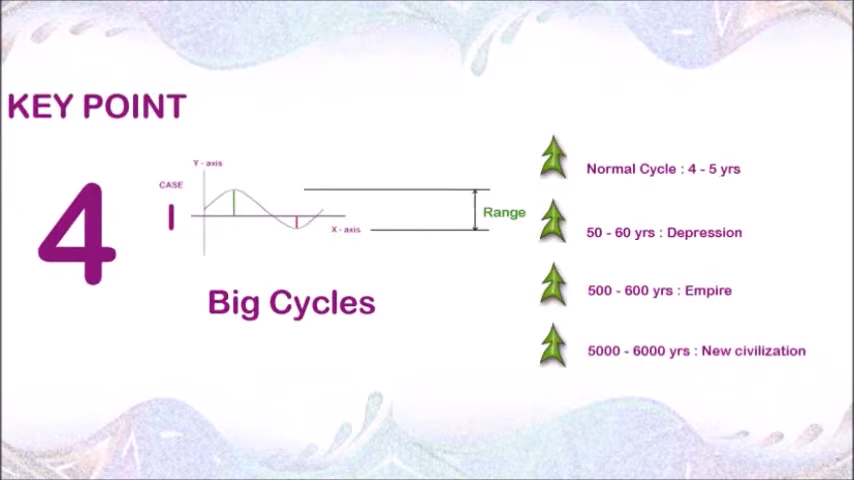 KEY POINT
4
CASE
I
Y - axis
X - axis
Range
Big Cycles
Normal Cycle : 4 - 5 yrs
50 - 60 yrs : Depression
500 - 600 yrs : Empire
5000 - 6000 yrs : New civilization